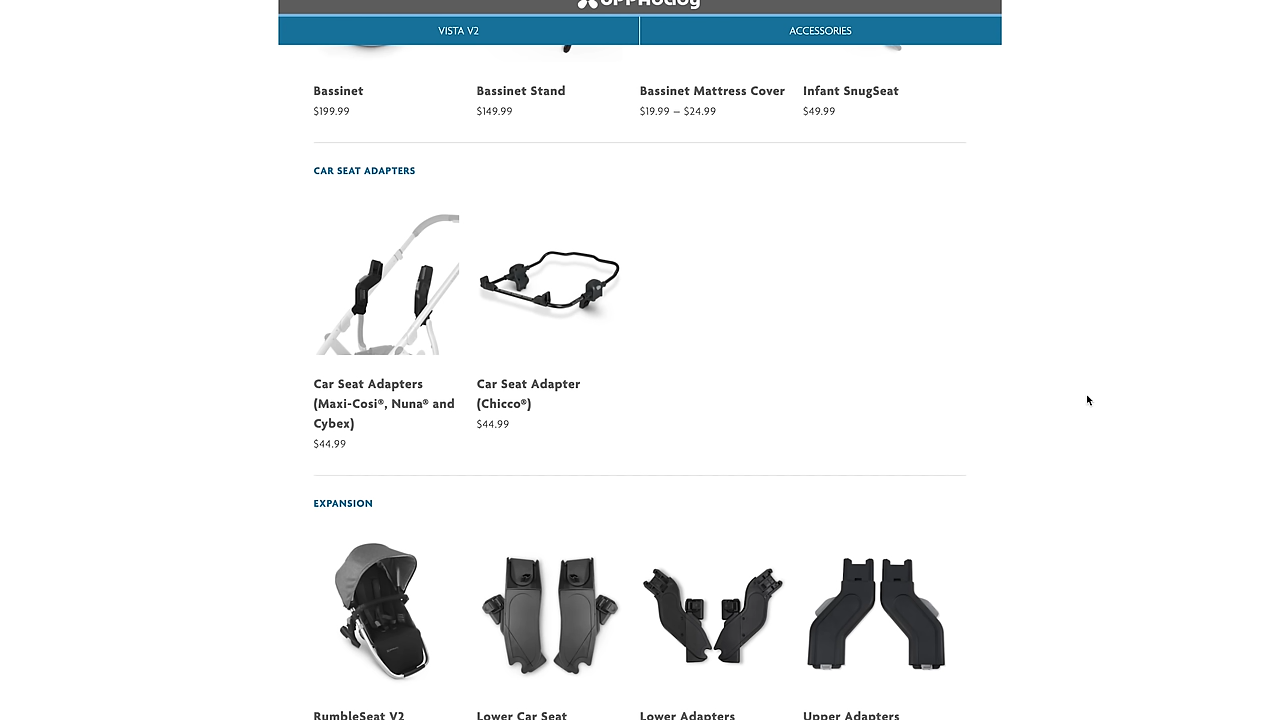 UPPAbaby
VISTA V2
ACCESSORIES
Bassinet
$199.99
Bassinet Stand
$149.99
Bassinet Mattress Cover
$19.99 – $24.99
Infant SnugSeat
$49.99
CAR SEAT ADAPTERS
Car Seat Adapters
(Maxi-Cosi®, Nuna® and
Cybex)
$44.99
Car Seat Adapter
(Chicco®)
$44.99
EXPANSION
RumbleSeat V2
Lower Car Seat
Lower Adapters
Upper Adapters